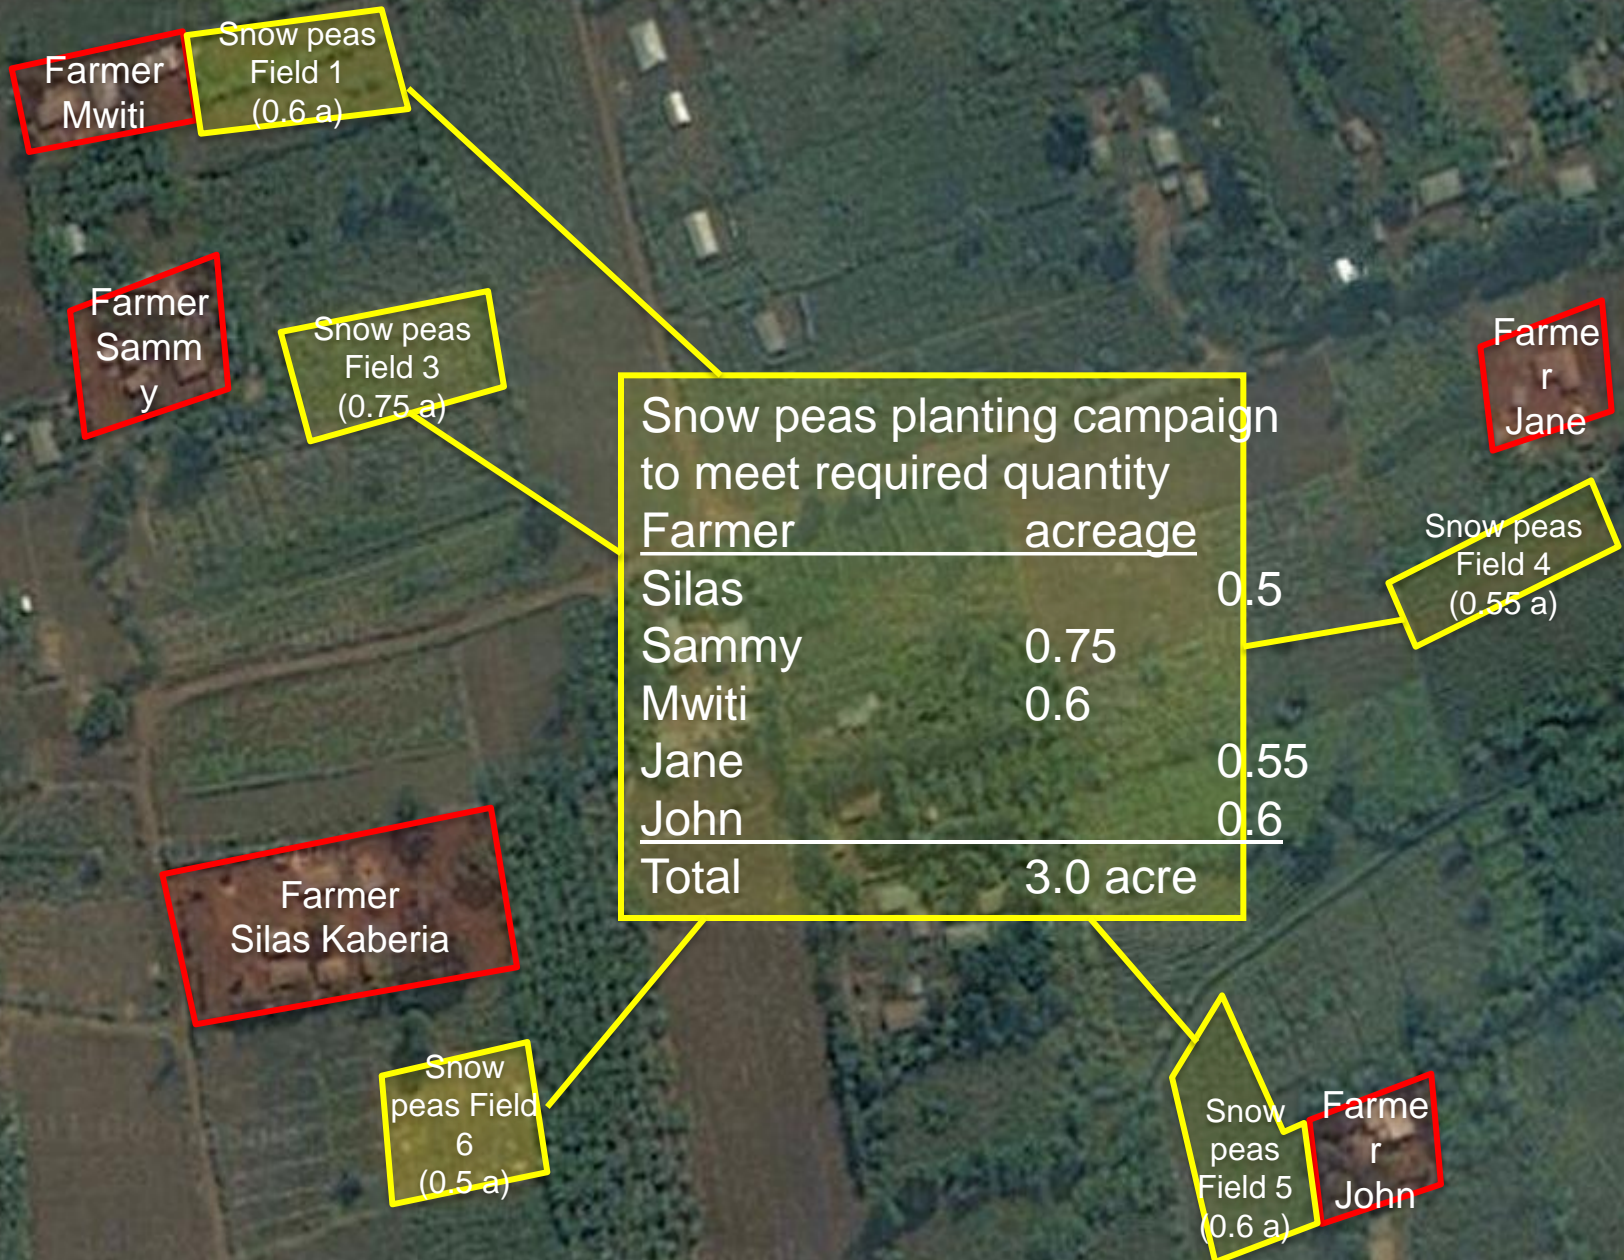 Snow peas
Field 1
(0.6 a)
Farmer
Mwiti
Farmer
Samm
y
Snow peas
Field 3
(0.75 a)
Farme
r
Jane
Snow peas planting campaign
to meet required quantity
Farmer acreage
Silas 0.5
Sammy 0.75
Mwiti 0.6
Jane 0.55
John 0.6
Total 3.0 acre
Snow peas
Field 4
(0.55 a)
Farmer
Silas Kaberia
Snow
peas Field
6
(0.5 a)
Snow
peas
Field 5
(0.6 a)
Farme
r
John